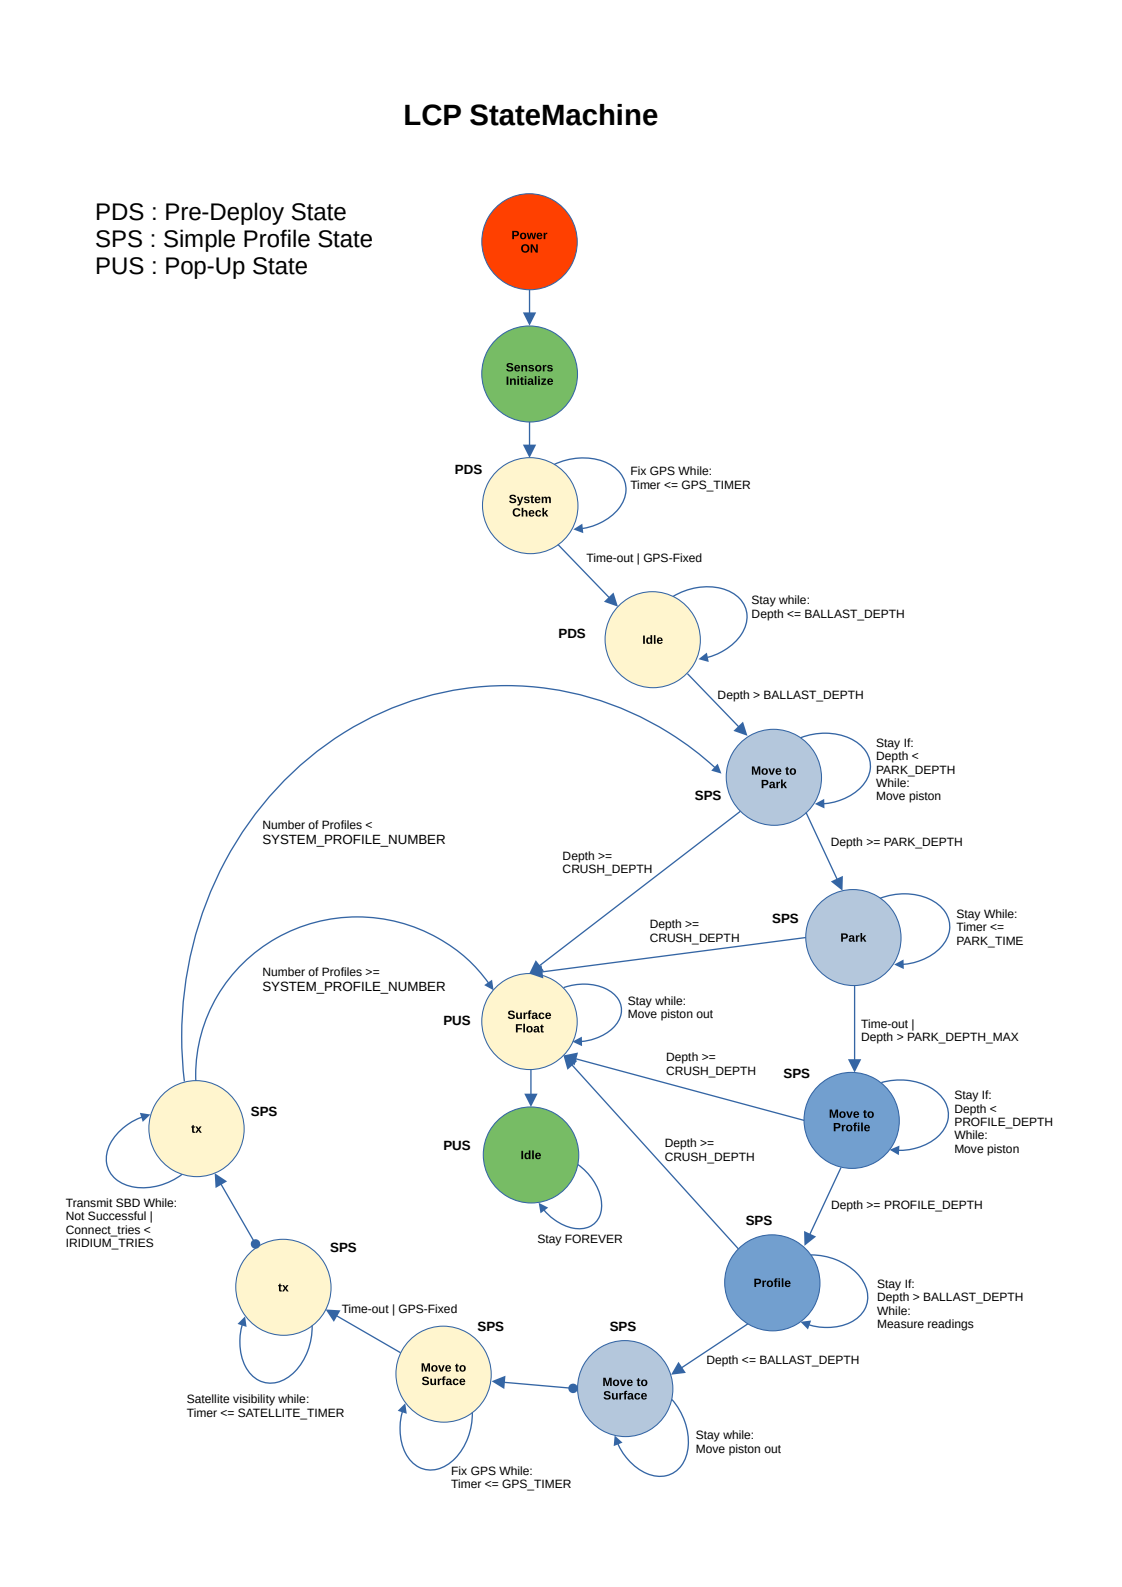 LCP StateMachine
PDS : Pre-Deploy State
SPS : Simple Profile State
PUS : Pop-Up State
Power
ON
Sensors
Initialize
PDS
System
Check
Fix GPS While:
Timer <= GPS_TIMER
Time-out | GPS-Fixed
PDS
Idle
Stay while:
Depth <= BALLAST_DEPTH
Depth > BALLAST_DEPTH
Move to
Park
SPS
Stay If:
Depth <
PARK_DEPTH
While:
Move piston
Number of Profiles <
SYSTEM_PROFILE_NUMBER
Depth >=
CRUSH_DEPTH
Depth >= PARK_DEPTH
SPS
Park
Stay While:
Timer <=
PARK_TIME
Depth >=
CRUSH_DEPTH
Number of Profiles >=
SYSTEM_PROFILE_NUMBER
PUS
Surface
Float
Stay while:
Move piston out
Time-out |
Depth > PARK_DEPTH_MAX
Depth >=
CRUSH_DEPTH
SPS
Move to
Profile
Stay If:
Depth <
PROFILE_DEPTH
While:
Move piston
tx
SPS
PUS
Idle
Depth >=
CRUSH_DEPTH
Stay FOREVER
Transmit SBD While:
Not Successful |
Connect_tries <
IRIDIUM_TRIES
Depth >= PROFILE_DEPTH
SPS
Profile
Stay If:
Depth > BALLAST_DEPTH
While:
Measure readings
SPS
tx
Time-out | GPS-Fixed
Satellite visibility while:
Timer <= SATELLITE_TIMER
SPS
Move to
Surface
Fix GPS While:
Timer <= GPS_TIMER
SPS
Move to
Surface
Depth <= BALLAST_DEPTH
Stay while:
Move piston out